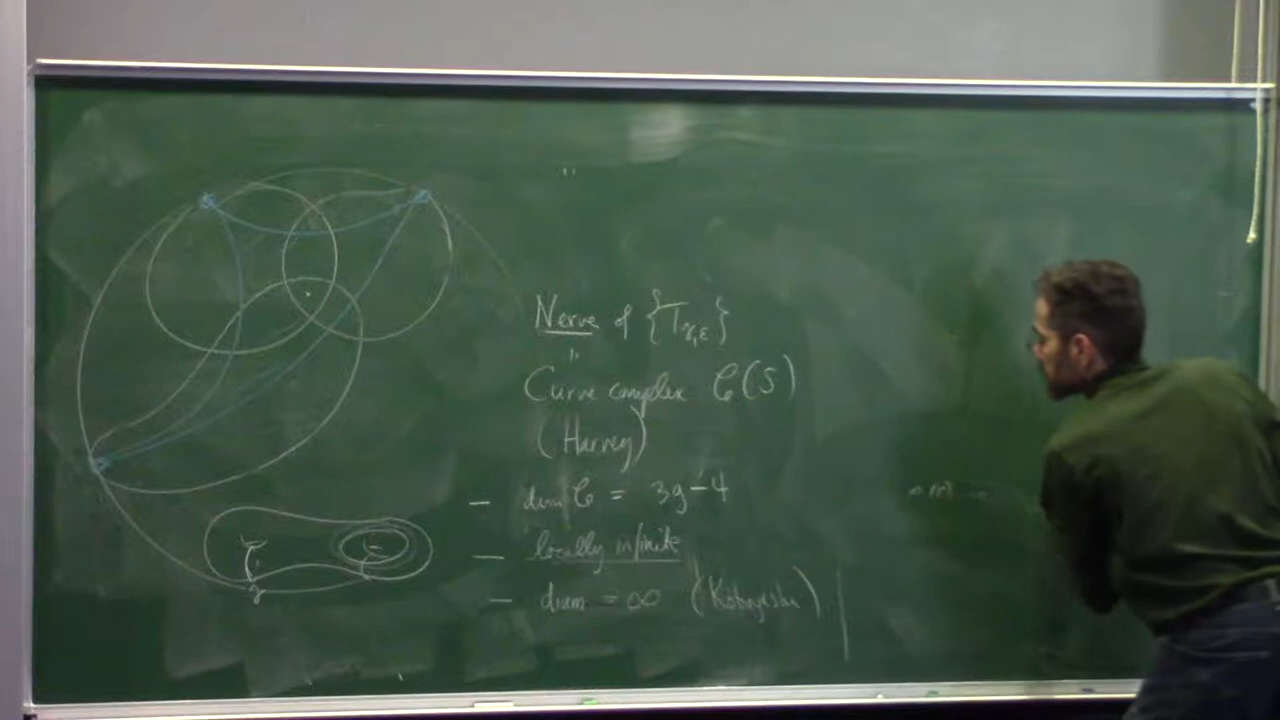 Nerve of {T_{γ,ε}}
"
Curve complex 𝒞(S)
(Harvey)
– dim 𝒞 = 3g-4
– locally infinite
– diam = ∞ (Kobayashi)
γ